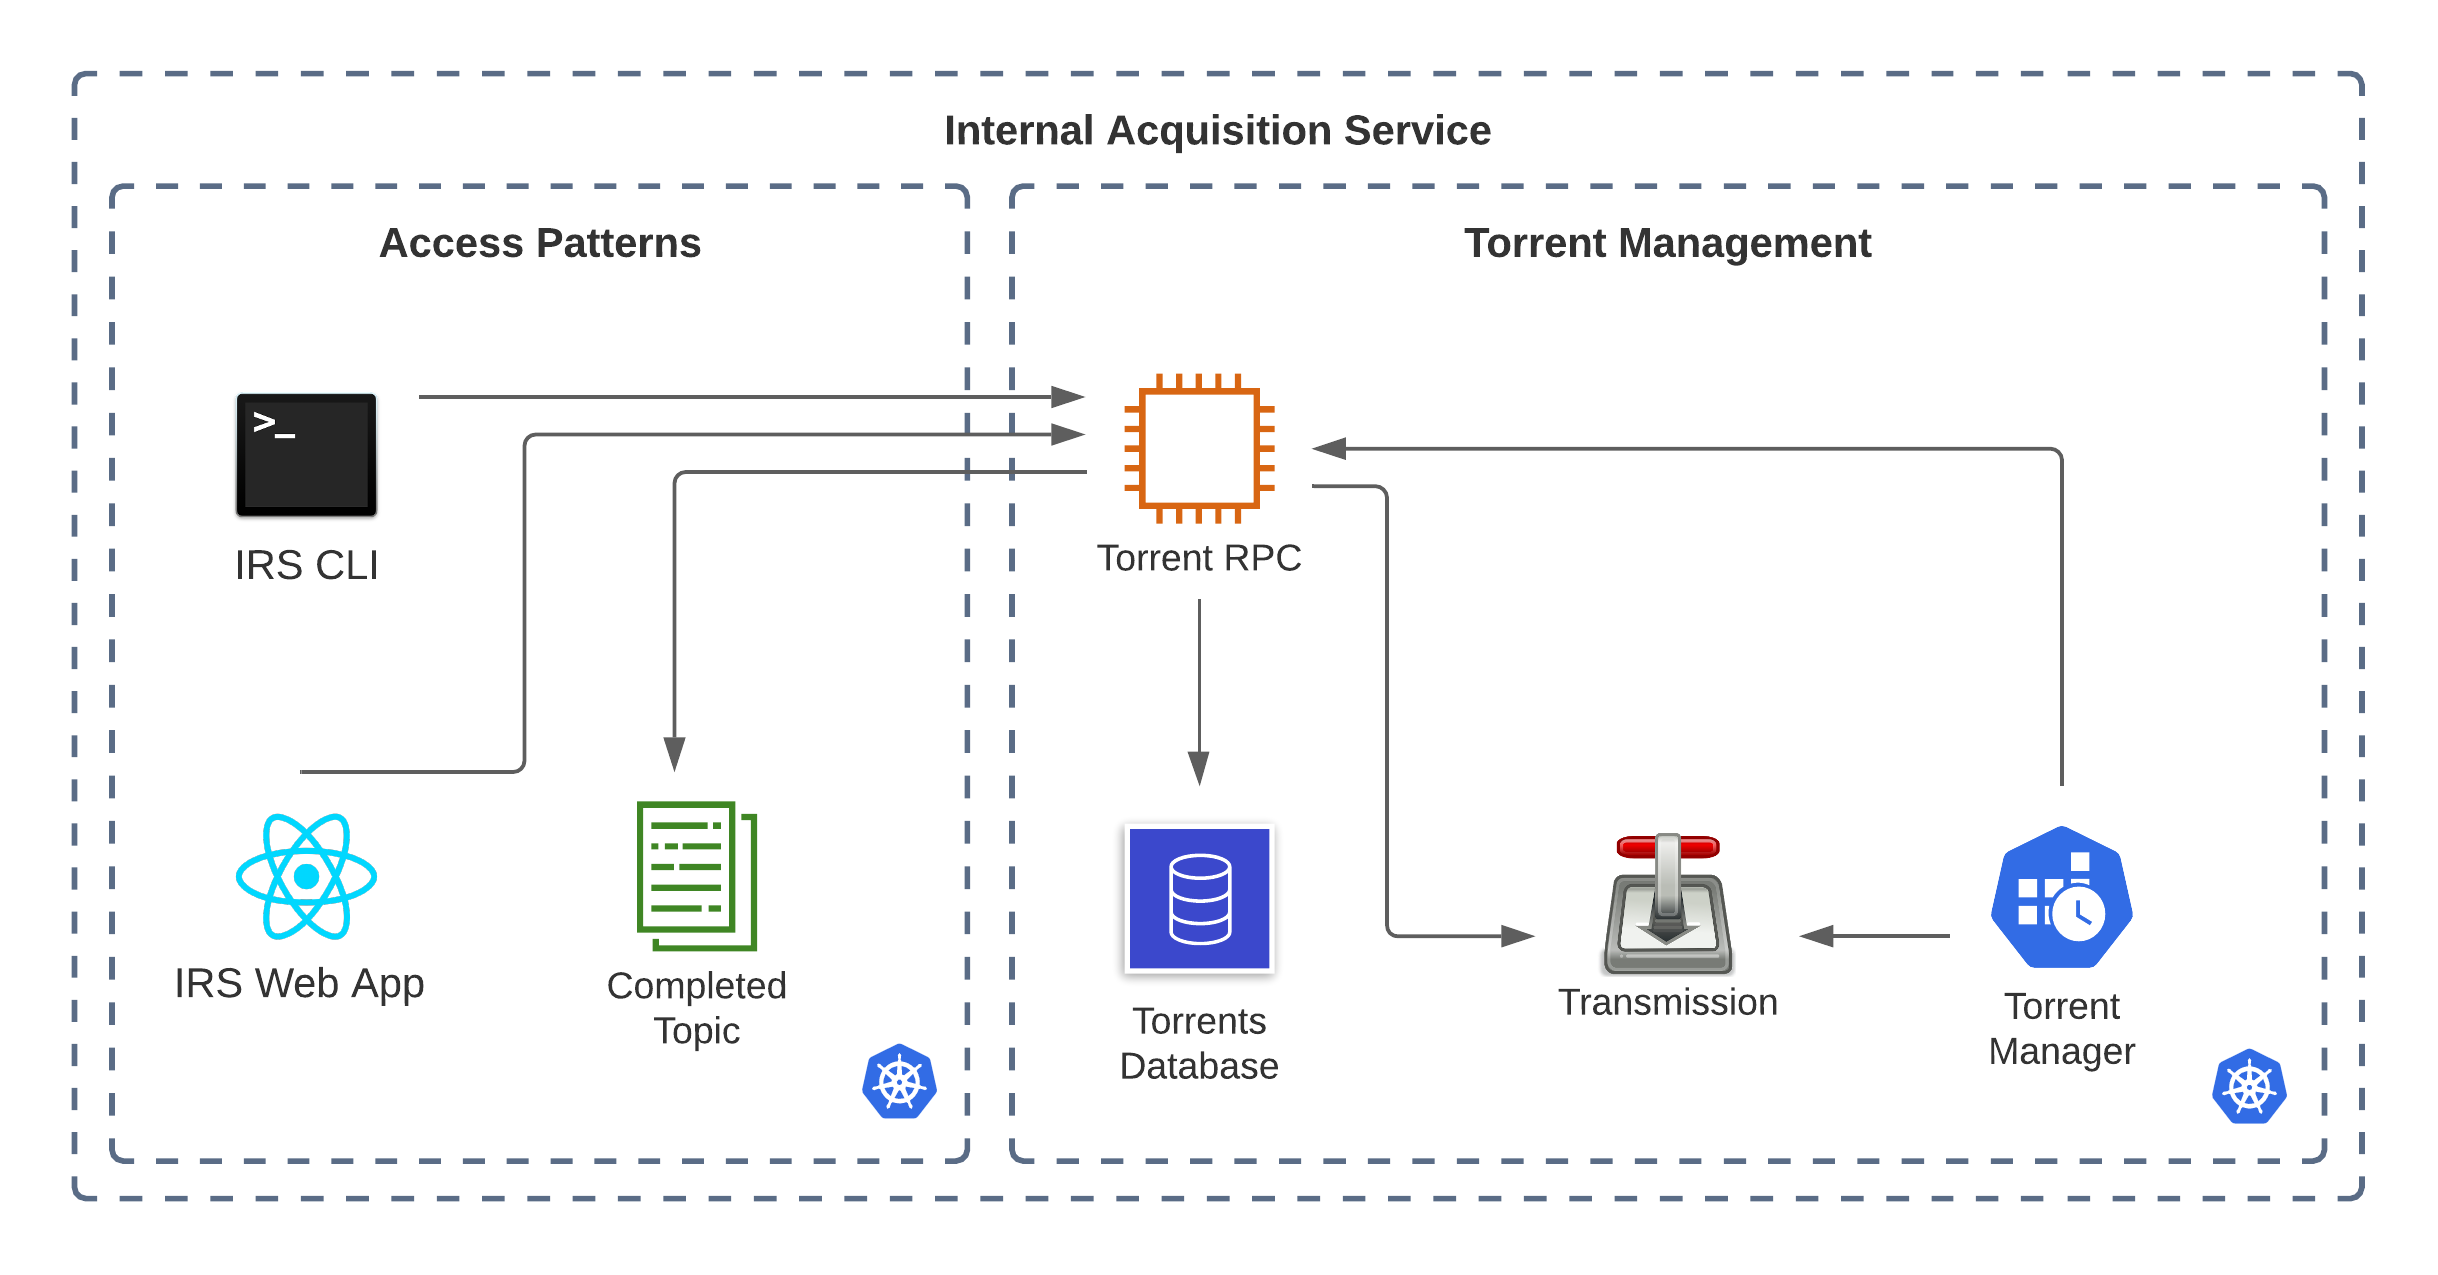 Internal Acquisition Service
Access Patterns
Torrent Management
>_
IRS CLI
Torrent RPC
IRS Web App
Completed
Topic
Torrents
Database
Transmission
Torrent
Manager